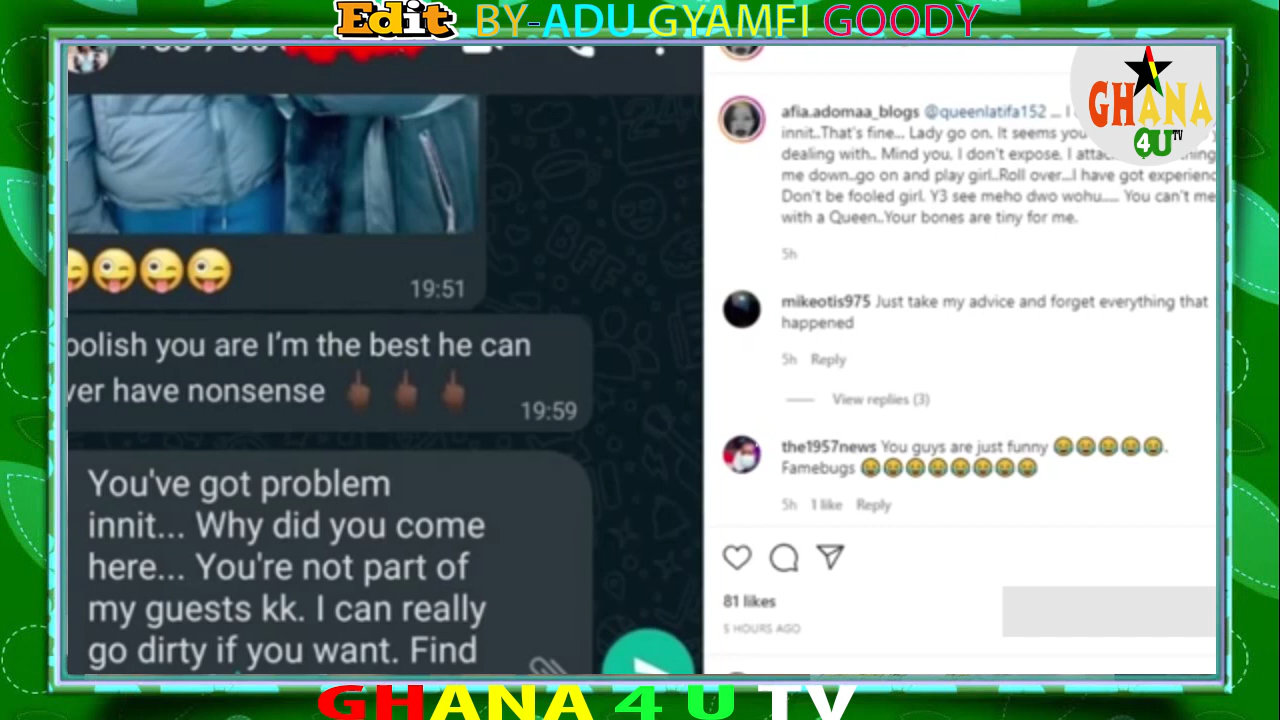 Edit BY-ADU GYAMFI GOODY
GHANA
4U TV
19:51
oolish you are I’m the best he can
ver have nonsense 🖕🏾 🖕🏾 🖕🏾
19:59
You've got problem
innit... Why did you come
here... You're not part of
my guests kk. I can really
go dirty if you want. Find
afia.adomaa_blogs @queenlatifa152 ... I
innit..That's fine... Lady go on. It seems you
dealing with.. Mind you, I don't expose, I attac
me down..go on and play girl..Roll over...I have got experienc
Don't be fooled girl. Y3 see meho dwo wohu..... You can't me
with a Queen..Your bones are tiny for me.
5h
mikeotis975 Just take my advice and forget everything that
happened
5h Reply
View replies (3)
the1957news You guys are just funny 😂😂😂😂😂.
Famebugs 😂😂😂😂😂😂😂😂
5h 1 like Reply
81 likes
5 HOURS AGO
GHANA 4 U TV